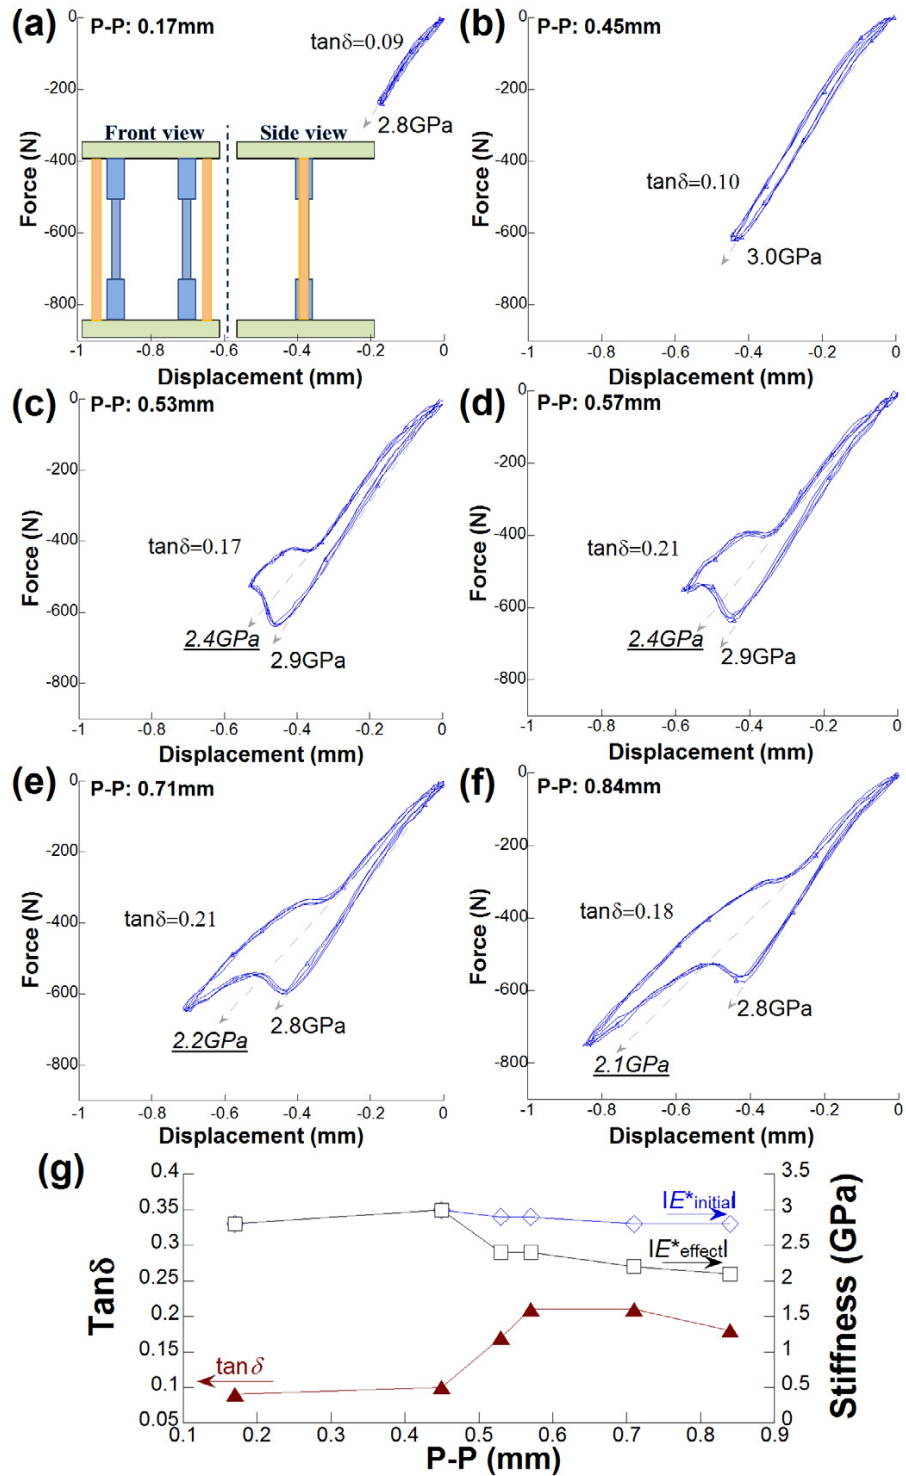 (a) P-P: 0.17mm
tanδ=0.09
2.8GPa
Front view
Side view
Force (N)
0
-200
-400
-600
-800
-1
-0.8
-0.6
-0.4
-0.2
0
Displacement (mm)
(b) P-P: 0.45mm
tanδ=0.10
3.0GPa
Force (N)
0
-200
-400
-600
-800
-1
-0.8
-0.6
-0.4
-0.2
0
Displacement (mm)
(c) P-P: 0.53mm
tanδ=0.17
2.4GPa
2.9GPa
Force (N)
0
-200
-400
-600
-800
-1
-0.8
-0.6
-0.4
-0.2
0
Displacement (mm)
(d) P-P: 0.57mm
tanδ=0.21
2.4GPa
2.9GPa
Force (N)
0
-200
-400
-600
-800
-1
-0.8
-0.6
-0.4
-0.2
0
Displacement (mm)
(e) P-P: 0.71mm
tanδ=0.21
2.2GPa
2.8GPa
Force (N)
0
-200
-400
-600
-800
-1
-0.8
-0.6
-0.4
-0.2
0
Displacement (mm)
(f) P-P: 0.84mm
tanδ=0.18
2.1GPa
2.8GPa
Force (N)
0
-200
-400
-600
-800
-1
-0.8
-0.6
-0.4
-0.2
0
Displacement (mm)
(g)
Tanδ
0.4
0.35
0.3
0.25
0.2
0.15
0.1
0.05
|E*initial|
|E*effect|
tan δ
3.5
3
2.5
2
1.5
1
0.5
0
Stiffness (GPa)
0.1
0.2
0.3
0.4
0.5
0.6
0.7
0.8
0.9
P-P (mm)